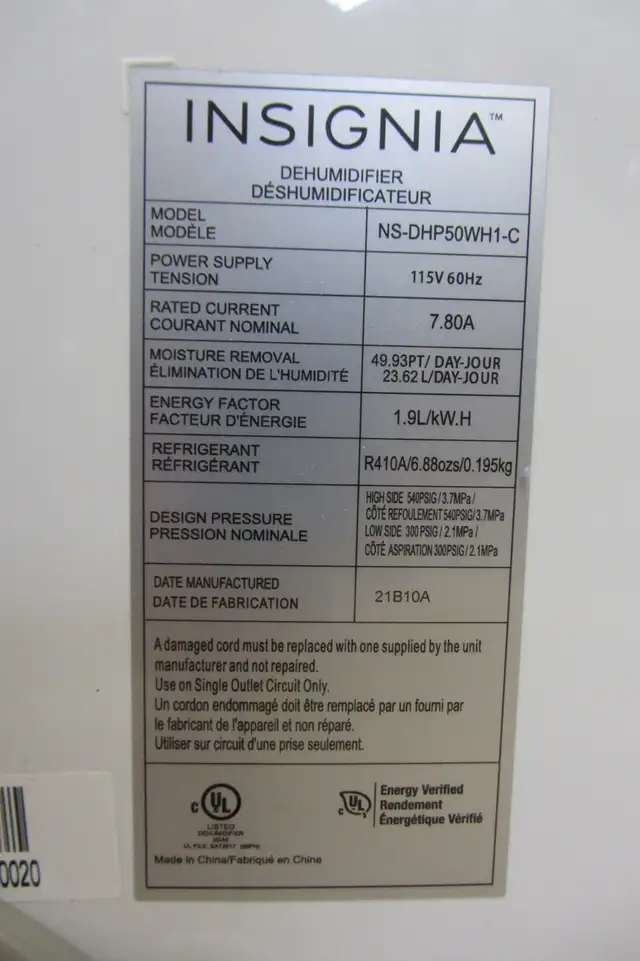 INSIGNIA™
DEHUMIDIFIER
DÉSHUMIDIFICATEUR
MODEL
MODÈLE
NS-DHP50WH1-C
POWER SUPPLY
TENSION
115V 60Hz
RATED CURRENT
COURANT NOMINAL
7.80A
MOISTURE REMOVAL
ÉLIMINATION DE L'HUMIDITÉ
49.93PT/ DAY-JOUR
23.62 L/DAY-JOUR
ENERGY FACTOR
FACTEUR D'ÉNERGIE
1.9L/kW.H
REFRIGERANT
RÉFRIGÉRANT
R410A/6.88ozs/0.195kg
DESIGN PRESSURE
PRESSION NOMINALE
HIGH SIDE 540PSIG/3.7MPa/
CÔTÉ REFOULEMENT 540PSIG/3.7MPa
LOW SIDE 300PSIG/2.1MPa/
CÔTÉ ASPIRATION 300PSIG/2.1MPa
DATE MANUFACTURED
DATE DE FABRICATION
21B10A
A damaged cord must be replaced with one supplied by the unit
manufacturer and not repaired.
Use on Single Outlet Circuit Only.
Un cordon endommagé doit être remplacé par un fourni par
le fabricant de l'appareil et non réparé.
Utiliser sur circuit d'une prise seulement.
C UL
LISTED
DEHUMIDIFIER
C UL
Energy Verified
Rendement
Énergétique Vérifié
Made in China/Fabriqué en Chine
0020